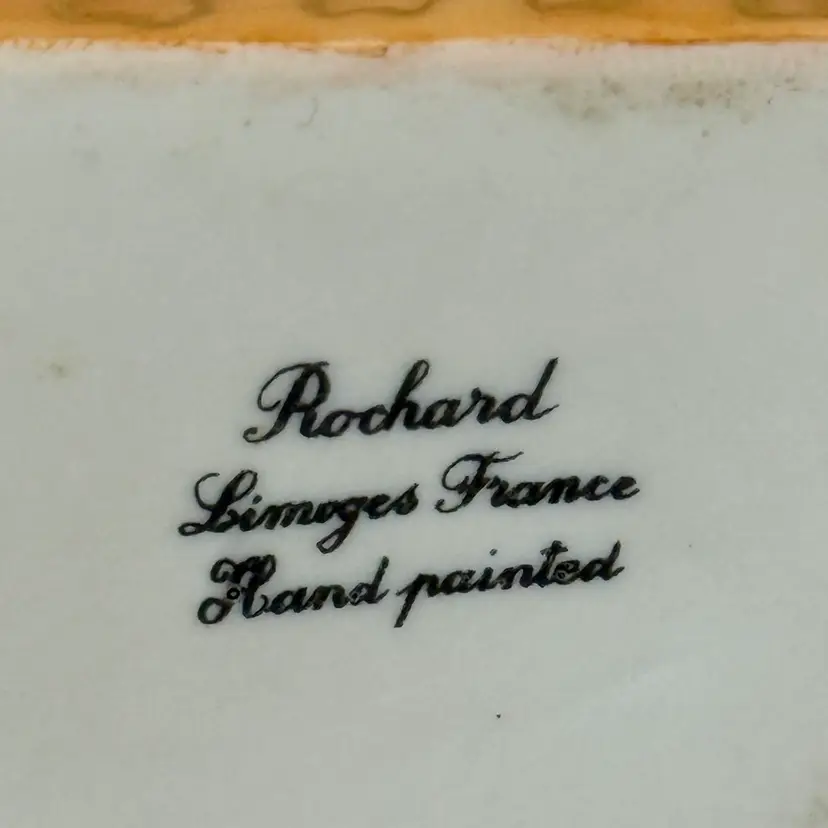 Rochard
Limoges France
Hand painted